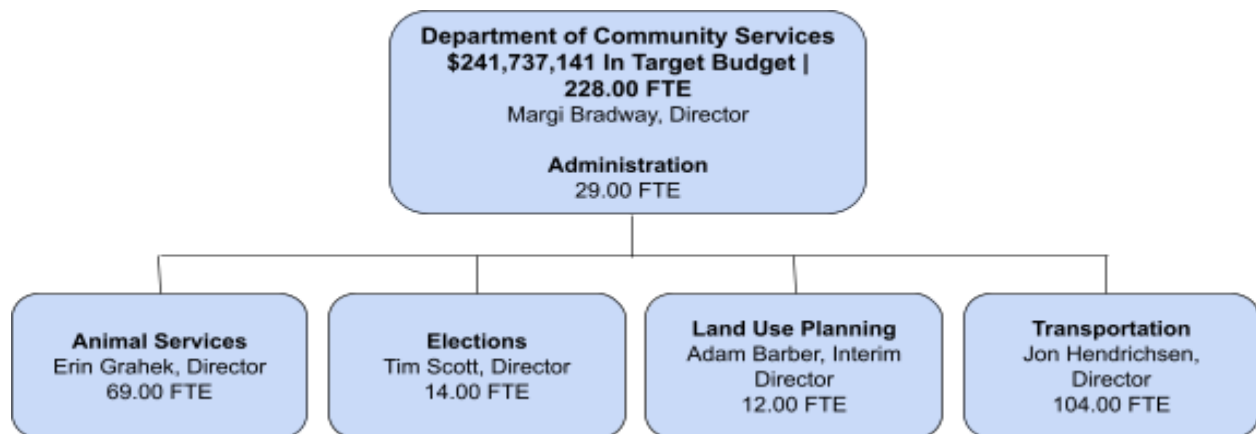 Department of Community Services
$241,737,141 In Target Budget |
228.00 FTE
Margi Bradway, Director
Administration
29.00 FTE
Animal Services
Erin Grahek, Director
69.00 FTE
Elections
Tim Scott, Director
14.00 FTE
Land Use Planning
Adam Barber, Interim
Director
12.00 FTE
Transportation
Jon Hendrichsen,
Director
104.00 FTE